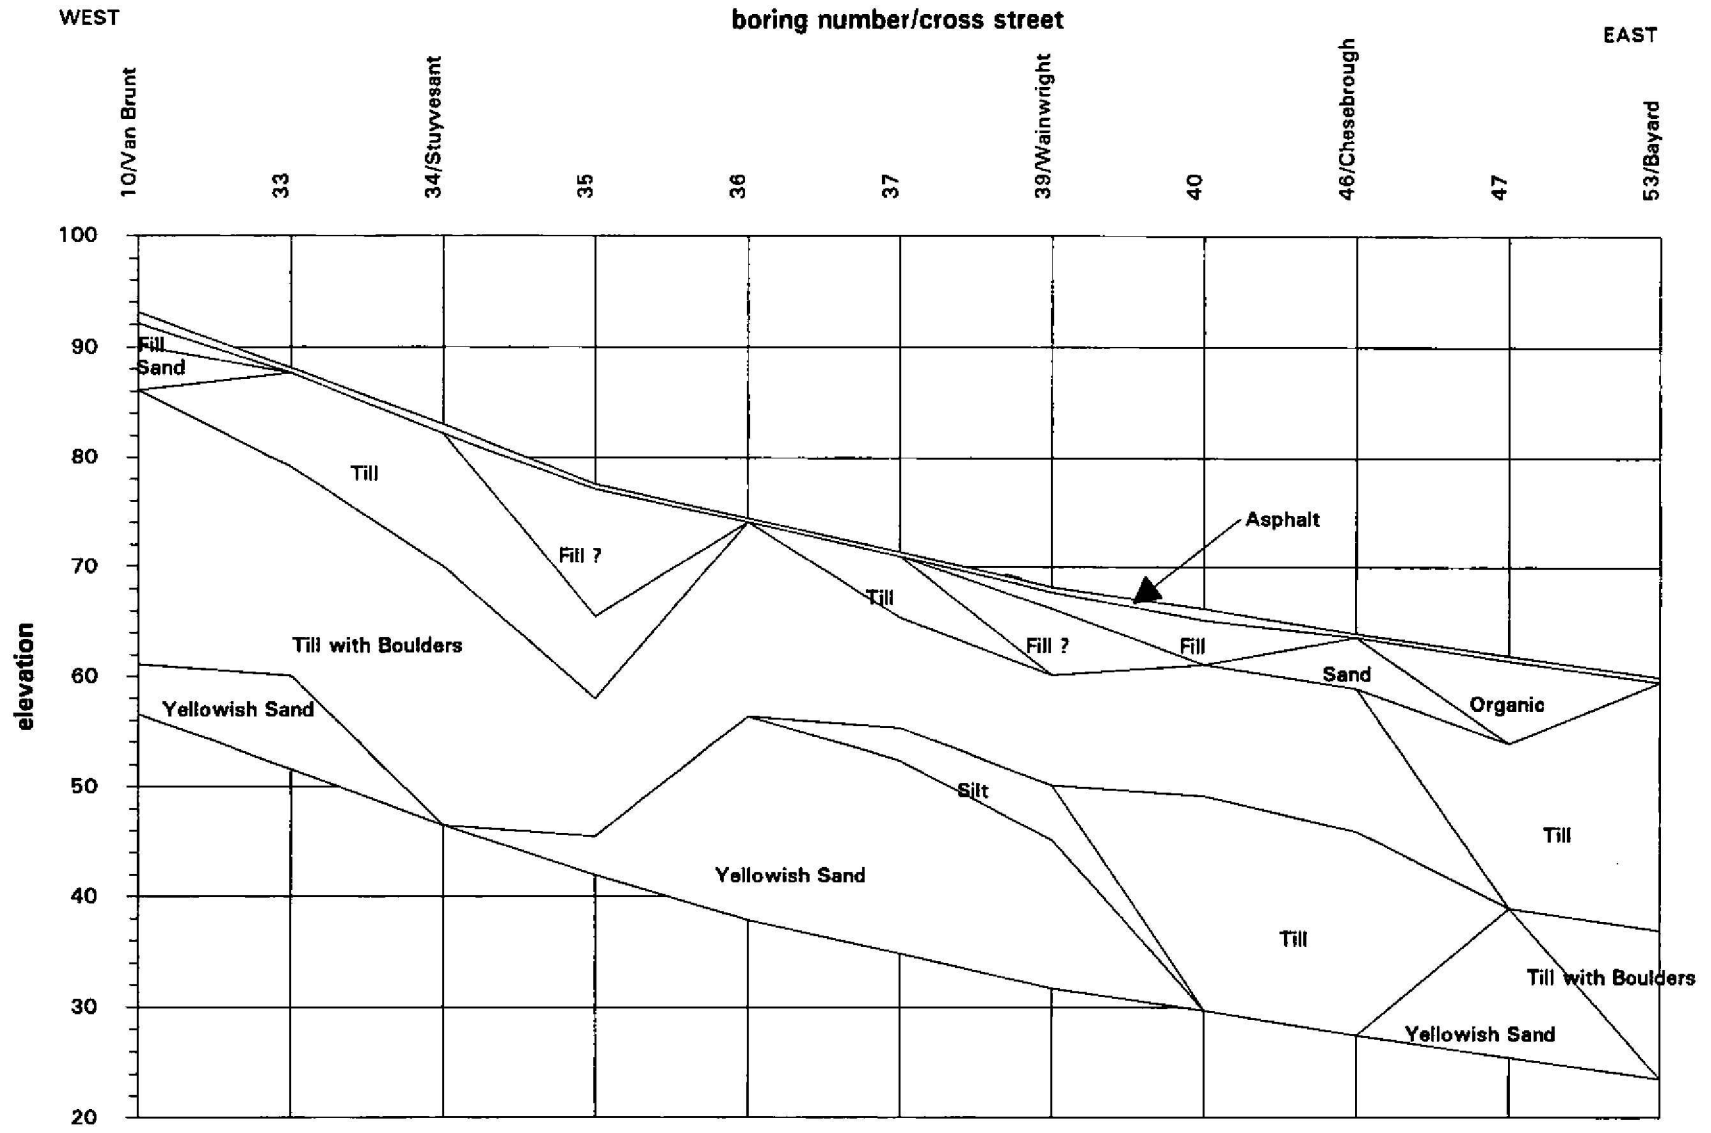 WEST
boring number/cross street
EAST
10/Van Brunt
33
34/Stuyvesant
35
36
37
39/Wainwright
40
46/Chesebrough
47
53/Bayard
elevation
100
90
80
70
60
50
40
30
20
Fill
Sand
Till
Asphalt
Fill ?
Till
Till with Boulders
Fill ?
Fill
Sand
Organic
Yellowish Sand
Silt
Till
Yellowish Sand
Till
Till with Boulders
Yellowish Sand